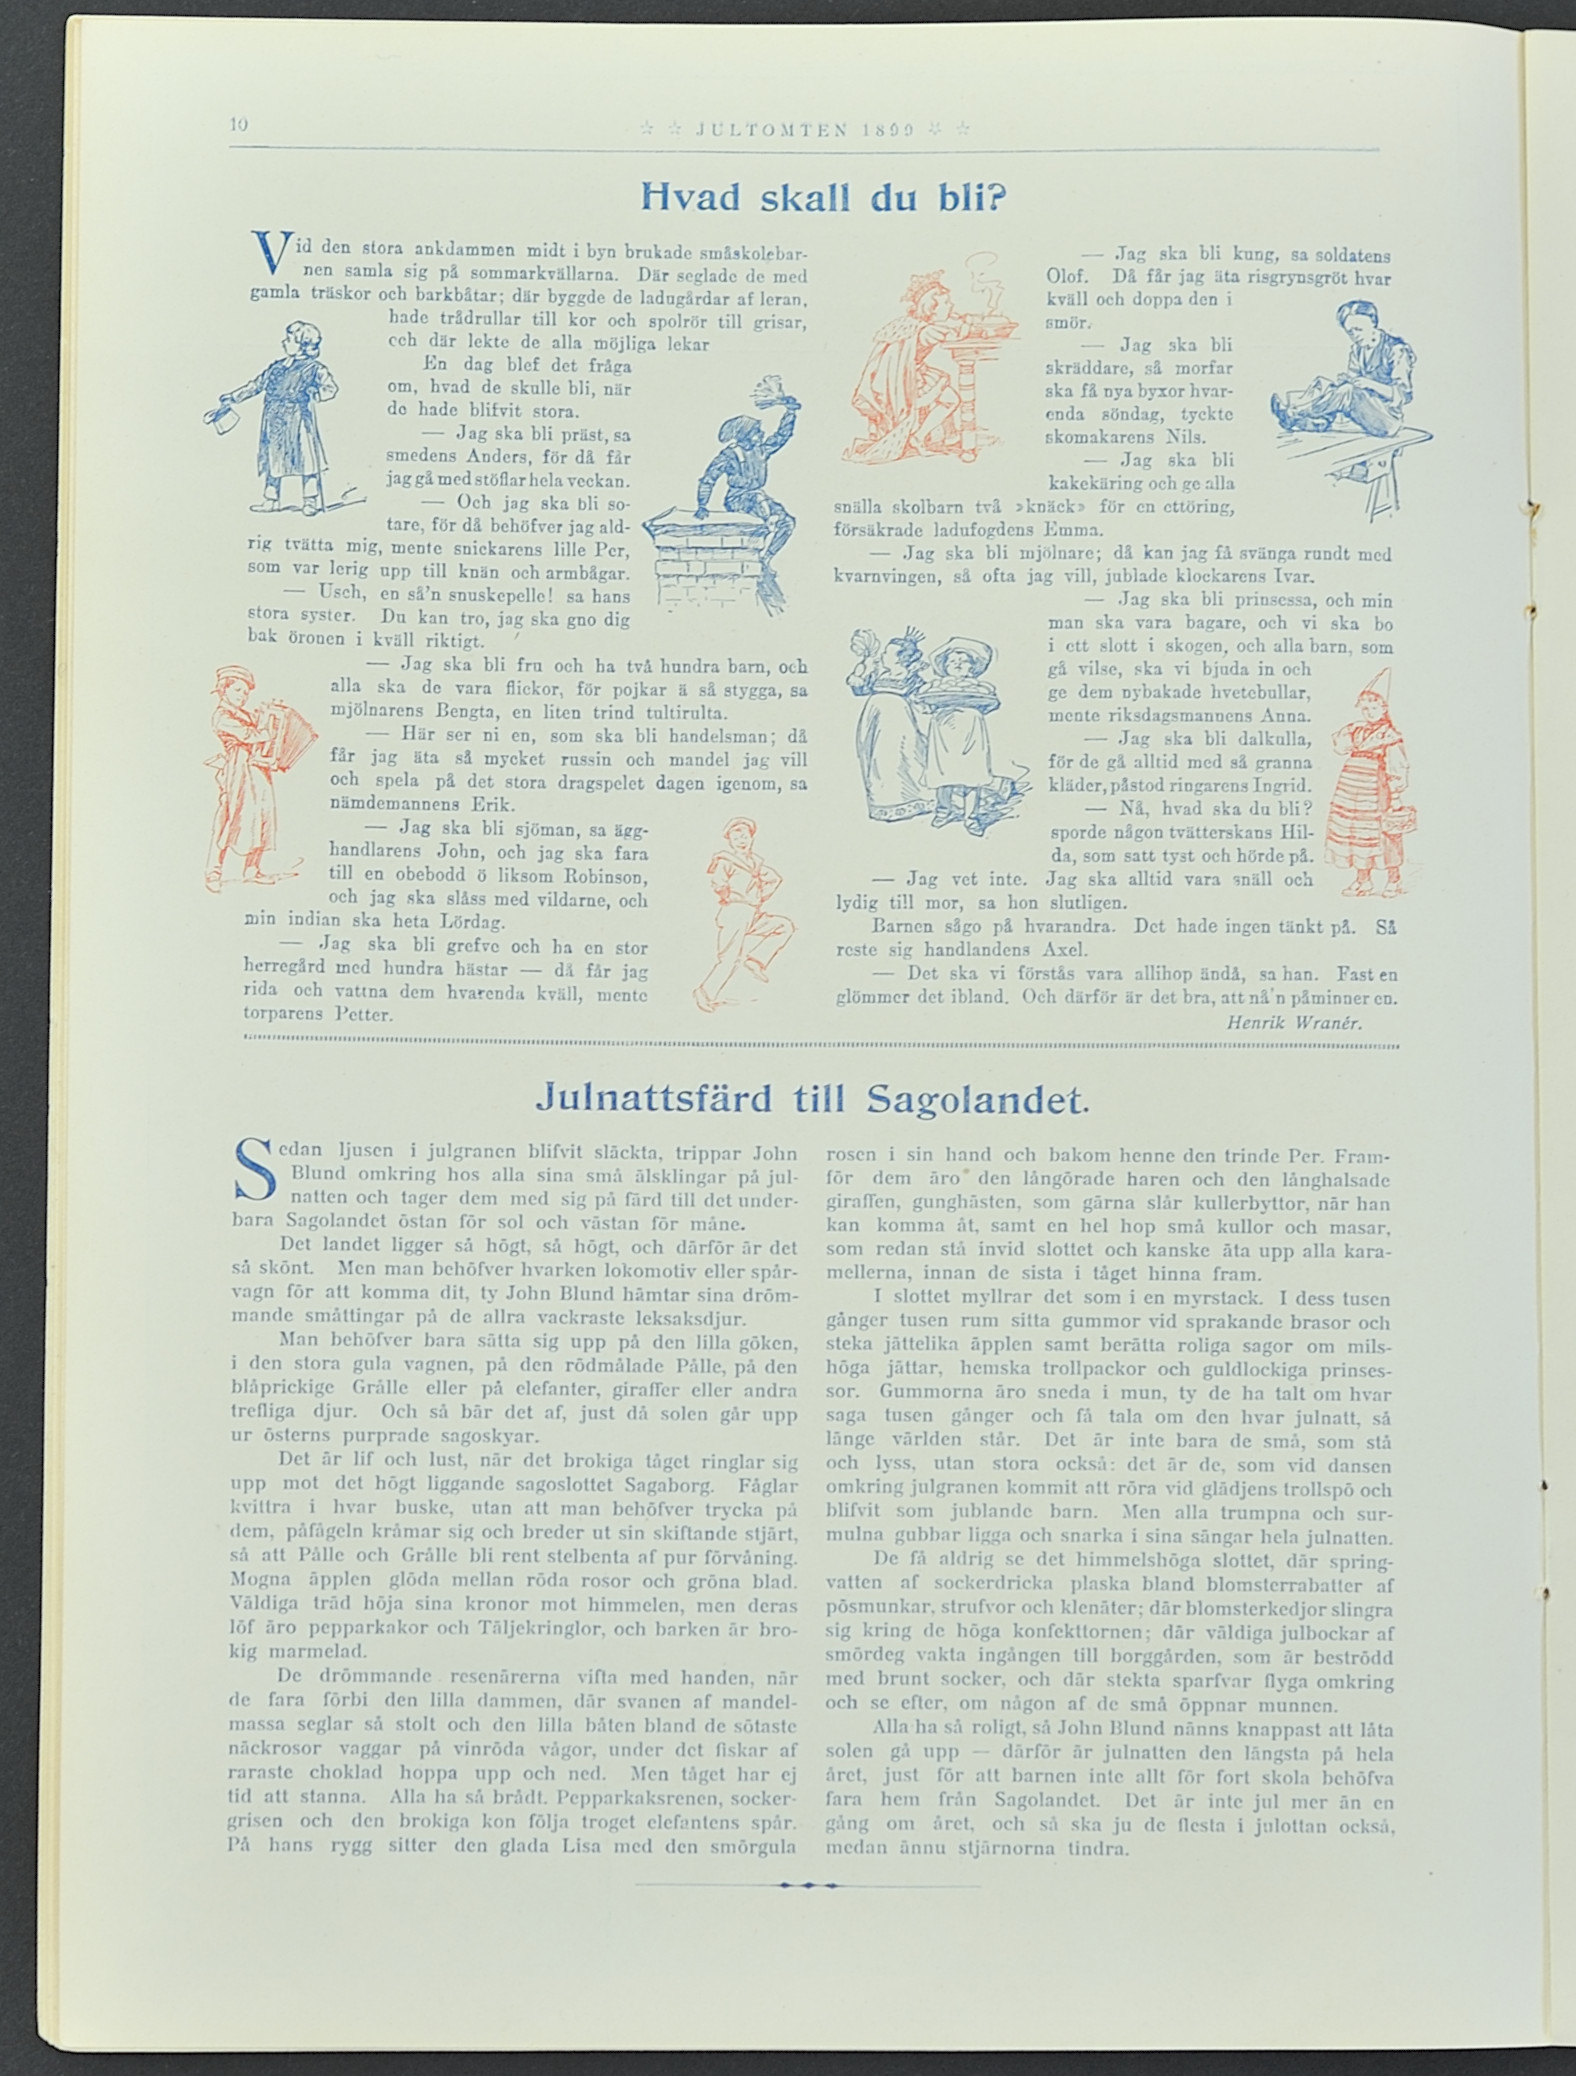 10
☆ ☆ JULTOMTEN 1899 ☆ ☆
Hvad skall du bli?
Vid den stora ankdammen midt i byn brukade småskolebar-
nen samla sig på sommarkvällarna. Där seglade de med
gamla träskor och barkbåtar; där byggde de ladugårdar af leran,
hade trådrullar till kor och spolrör till grisar,
och där lekte de alla möjliga lekar
En dag blef det fråga
om, hvad de skulle bli, när
de hade blifvit stora.
— Jag ska bli präst, sa
smedens Anders, för då får
jag gå med stöflar hela veckan.
— Och jag ska bli so-
tare, för då behöfver jag ald-
rig tvätta mig, mente snickarens lille Per,
som var lerig upp till knän och armbågar.
— Usch, en så'n snuskepelle! sa hans
stora syster. Du kan tro, jag ska gno dig
bak öronen i kväll riktigt.
— Jag ska bli fru och ha två hundra barn, och
alla ska de vara flickor, för pojkar ä så stygga, sa
mjölnarens Bengta, en liten trind tultirulta.
— Här ser ni en, som ska bli handelsman; då
får jag äta så mycket russin och mandel jag vill
och spela på det stora dragspelet dagen igenom, sa
nämdemannens Erik.
— Jag ska bli sjöman, sa ägg-
handlarens John, och jag ska fara
till en obebodd ö liksom Robinson,
och jag ska slåss med vildarne, och
min indian ska heta Lördag.
— Jag ska bli grefve och ha en stor
herregård med hundra hästar — då får jag
rida och vattna dem hvarenda kväll, mente
torparens Petter.
— Jag ska bli kung, sa soldatens
Olof. Då får jag äta risgrynsgröt hvar
kväll och doppa den i
smör.
— Jag ska bli
skräddare, så morfar
ska få nya byxor hvar-
enda söndag, tyckte
skomakarens Nils.
— Jag ska bli
kakekäring och ge alla
snälla skolbarn två »knäck» för en ettöring,
försäkrade ladufogdens Emma.
— Jag ska bli mjölnare; då kan jag få svänga rundt med
kvarnvingen, så ofta jag vill, jublade klockarens Ivar.
— Jag ska bli prinsessa, och min
man ska vara bagare, och vi ska bo
i ett slott i skogen, och alla barn, som
gå vilse, ska vi bjuda in och
ge dem nybakade hvetebullar,
mente riksdagsmannens Anna.
— Jag ska bli dalkulla,
för de gå alltid med så granna
kläder, påstod ringarens Ingrid.
— Nå, hvad ska du bli?
sporde någon tvätterskans Hil-
da, som satt tyst och hörde på.
— Jag vet inte. Jag ska alltid vara snäll och
lydig till mor, sa hon slutligen.
Barnen sågo på hvarandra. Det hade ingen tänkt på. Så
reste sig handlandens Axel.
— Det ska vi förstås vara allihop ändå, sa han. Fast en
glömmer det ibland. Och därför är det bra, att nå'n påminner en.
Henrik Wranér.
Julnattsfärd till Sagolandet.
Sedan ljusen i julgranen blifvit släckta, trippar John
Blund omkring hos alla sina små älsklingar på jul-
natten och tager dem med sig på färd till det under-
bara Sagolandet östan för sol och västan för måne.
Det landet ligger så högt, så högt, och därför är det
så skönt. Men man behöfver hvarken lokomotiv eller spår-
vagn för att komma dit, ty John Blund hämtar sina dröm-
mande småttingar på de allra vackraste leksaksdjur.
Man behöfver bara sätta sig upp på den lilla göken,
i den stora gula vagnen, på den rödmålade Pålle, på den
blåprickige Grålle eller på elefanter, giraffer eller andra
trefliga djur. Och så bär det af, just då solen går upp
ur österns purprade sagoskyar.
Det är lif och lust, när det brokiga tåget ringlar sig
upp mot det högt liggande sagoslottet Sagaborg. Fåglar
kvittra i hvar buske, utan att man behöfver trycka på
dem, påfågeln kråmar sig och breder ut sin skiftande stjärt,
så att Pålle och Grålle bli rent stelbenta af pur förvåning.
Mogna äpplen glöda mellan röda rosor och gröna blad.
Väldiga träd höja sina kronor mot himmelen, men deras
löf äro pepparkakor och Täljekringlor, och barken är bro-
kig marmelad.
De drömmande resenärerna vifta med handen, när
de fara förbi den lilla dammen, där svanen af mandel-
massa seglar så stolt och den lilla båten bland de sötaste
näckrosor vaggar på vinröda vågor, under det fiskar af
raraste choklad hoppa upp och ned. Men tåget har ej
tid att stanna. Alla ha så brådt. Pepparkaksrenen, socker-
grisen och den brokiga kon följa troget elefantens spår.
På hans rygg sitter den glada Lisa med den smörgula
rosen i sin hand och bakom henne den trinde Per. Fram-
för dem äro den långörade haren och den långhalsade
giraffen, gunghästen, som gärna slår kullerbyttor, när han
kan komma åt, samt en hel hop små kullor och masar,
som redan stå invid slottet och kanske äta upp alla kara-
mellerna, innan de sista i tåget hinna fram.
I slottet myllrar det som i en myrstack. I dess tusen
gånger tusen rum sitta gummor vid sprakande brasor och
steka jättelika äpplen samt berätta roliga sagor om mils-
höga jättar, hemska trollpackor och guldlockiga prinses-
sor. Gummorna äro sneda i mun, ty de ha talt om hvar
saga tusen gånger och få tala om den hvar julnatt, så
länge världen står. Det är inte bara de små, som stå
och lyss, utan stora också: det är de, som vid dansen
omkring julgranen kommit att röra vid glädjens trollspö och
blifvit som jublande barn. Men alla trumpna och sur-
mulna gubbar ligga och snarka i sina sängar hela julnatten.
De få aldrig se det himmelshöga slottet, där spring-
vatten af sockerdricka plaska bland blomsterrabatter af
pösmunkar, strufvor och klenäter; där blomsterkedjor slingra
sig kring de höga konfekttornen; där väldiga julbockar af
smördeg vakta ingången till borggården, som är beströdd
med brunt socker, och där stekta sparfvar flyga omkring
och se efter, om någon af de små öppnar munnen.
Alla ha så roligt, så John Blund nänns knappast att låta
solen gå upp — därför är julnatten den längsta på hela
året, just för att barnen inte allt för fort skola behöfva
fara hem från Sagolandet. Det är inte jul mer än en
gång om året, och så ska ju de flesta i julottan också,
medan ännu stjärnorna tindra.